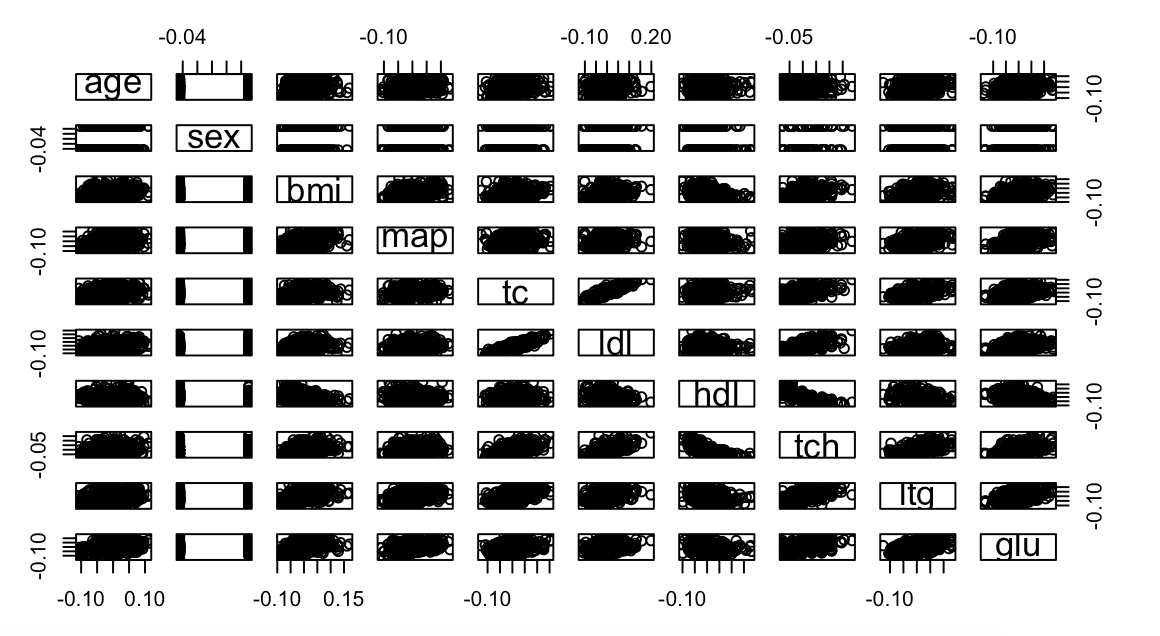 -0.04 -0.10 -0.10 0.20 -0.05 -0.10
age -0.10
-0.04 sex
bmi -0.10
-0.10 map
tc -0.10
-0.10 ldl
hdl -0.10
-0.05 tch
ltg -0.10
-0.10 glu
-0.10 0.10 -0.10 0.15 -0.10 -0.10 -0.10